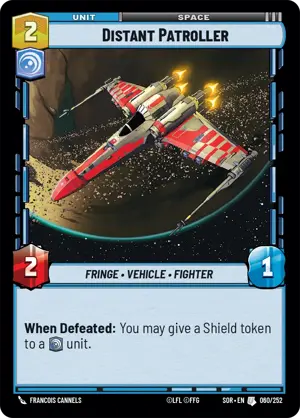 UNIT SPACE
2 DISTANT PATROLLER
2 1
FRINGE • VEHICLE • FIGHTER
When Defeated: You may give a Shield token
to a unit.
FRANCOIS CANNELS ©LFL ©FFG SOR • EN U 060/252